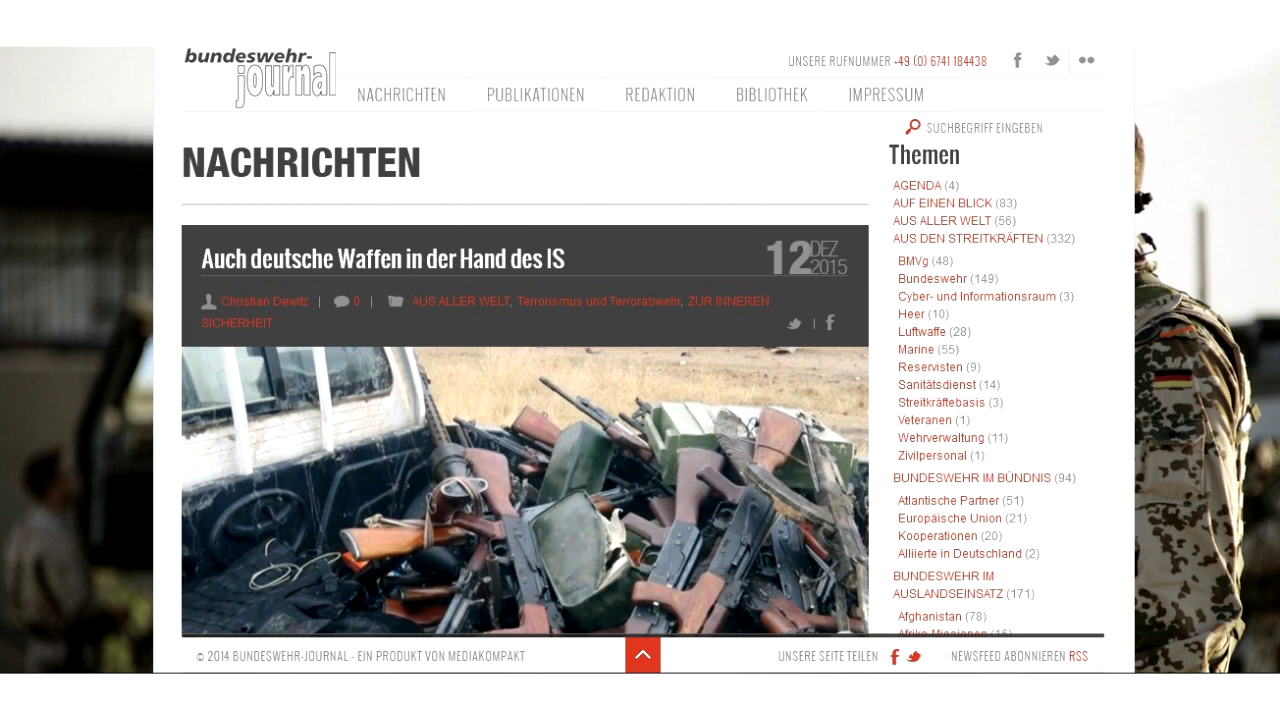 bundeswehr-
journal
UNSERE RUFNUMMER +49 (0) 6741 184438
NACHRICHTEN PUBLIKATIONEN REDAKTION BIBLIOTHEK IMPRESSUM
SUCHBEGRIFF EINGEBEN
NACHRICHTEN
Auch deutsche Waffen in der Hand des IS
12 DEZ
2015
Christian Dewitz | 0 | AUS ALLER WELT, Terrorismus und Terrorabwehr, ZUR INNEREN
SICHERHEIT
Themen
AGENDA (4)
AUF EINEN BLICK (83)
AUS ALLER WELT (56)
AUS DEN STREITKRÄFTEN (332)
BMVg (48)
Bundeswehr (149)
Cyber- und Informationsraum (3)
Heer (10)
Luftwaffe (28)
Marine (55)
Reservisten (9)
Sanitätsdienst (14)
Streitkräftebasis (3)
Veteranen (1)
Wehrverwaltung (11)
Zivilpersonal (1)
BUNDESWEHR IM BÜNDNIS (94)
Atlantische Partner (51)
Europäische Union (21)
Kooperationen (20)
Alliierte in Deutschland (2)
BUNDESWEHR IM
AUSLANDSEINSATZ (171)
Afghanistan (78)
Afrika-Missionen (16)
© 2014 BUNDESWEHR-JOURNAL - EIN PRODUKT VON MEDIAKOMPAKT
UNSERE SEITE TEILEN
NEWSFEED ABONNIEREN RSS